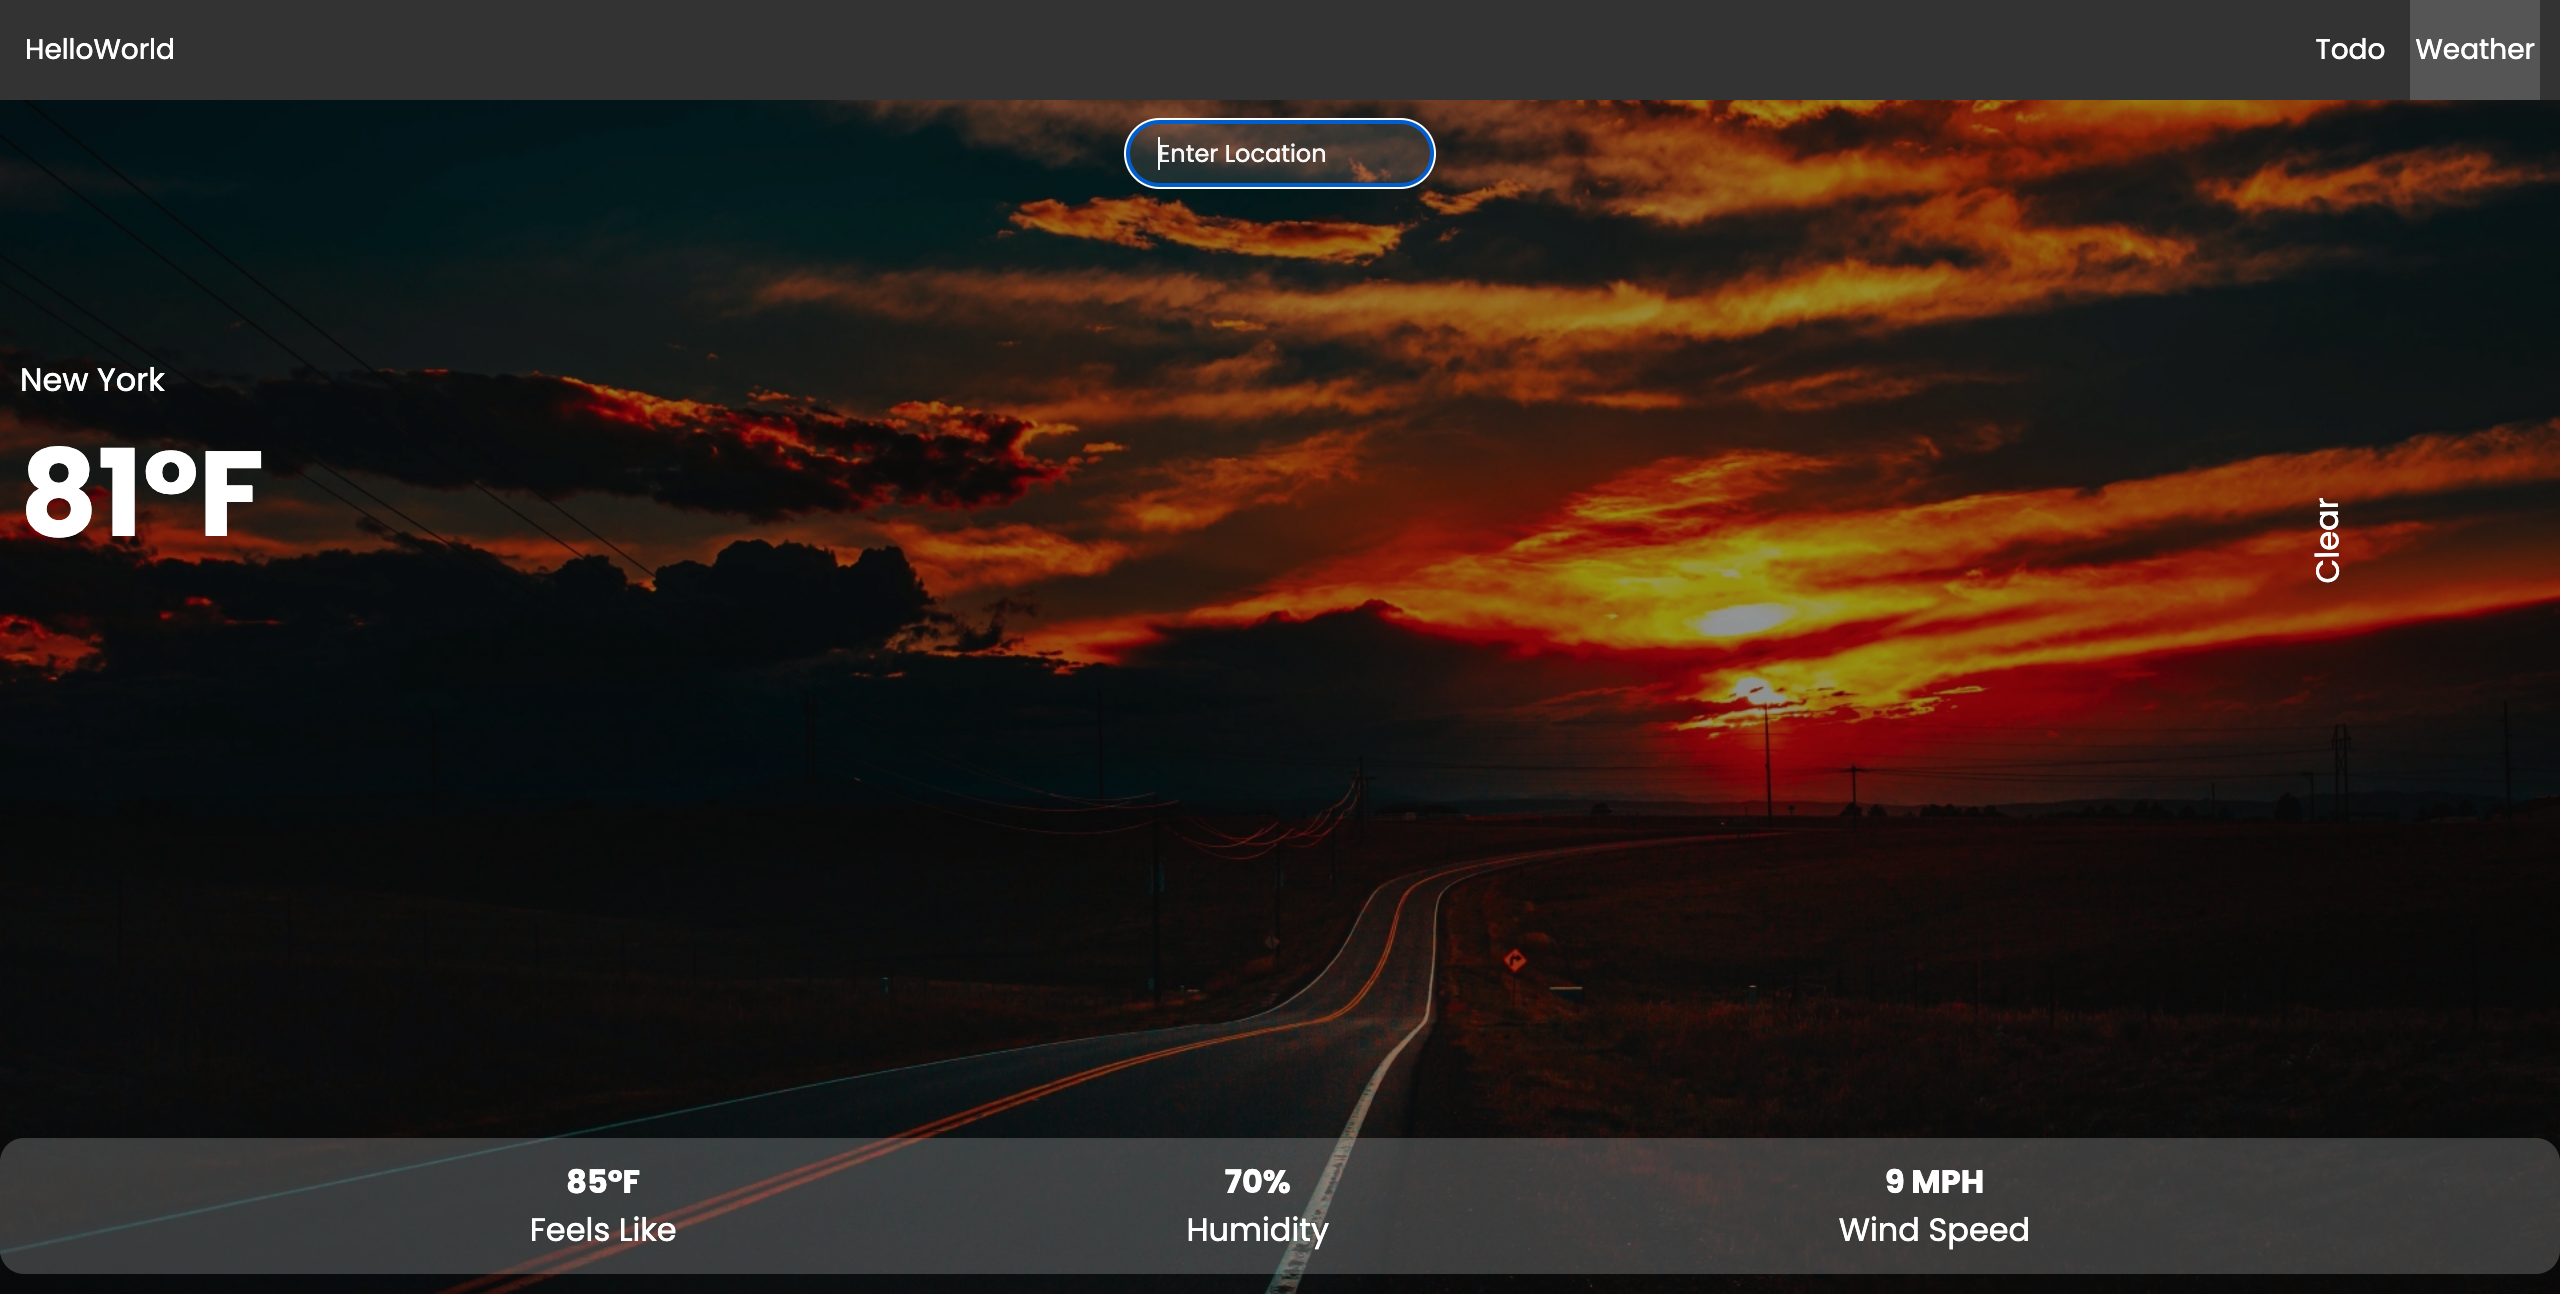 HelloWorld
Todo
Weather
Enter Location
New York
81°F
Clear
85°F
Feels Like
70%
Humidity
9 MPH
Wind Speed